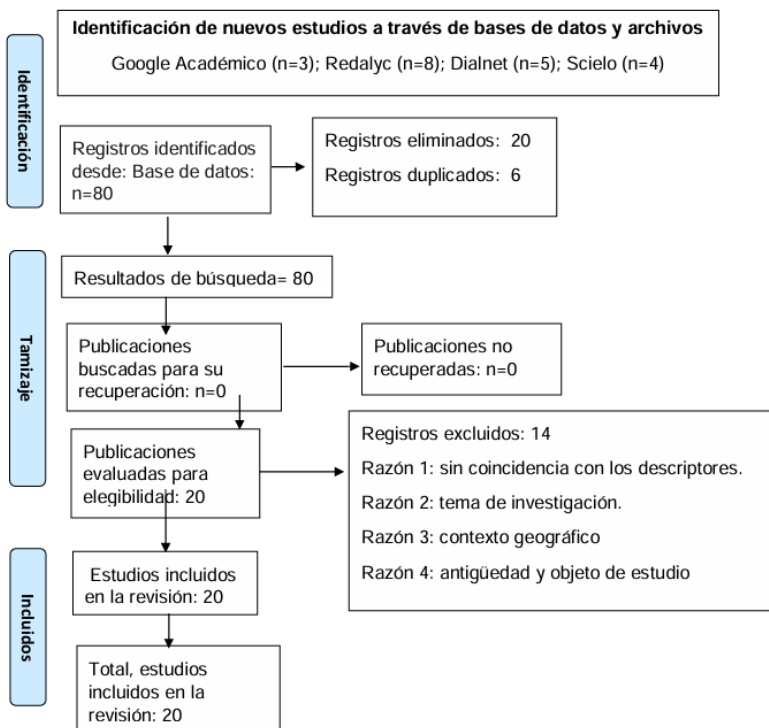 Identificación de nuevos estudios a través de bases de datos y archivos
Google Académico (n=3); Redalyc (n=8); Dialnet (n=5); Scielo (n=4)
Identificación
Registros identificados
desde: Base de datos:
n=80
Registros eliminados: 20
Registros duplicados: 6
Tamizaje
Resultados de búsqueda= 80
Publicaciones
buscadas para su
recuperación: n=0
Publicaciones no
recuperadas: n=0
Publicaciones
evaluadas para
elegibilidad: 20
Registros excluidos: 14
Razón 1: sin coincidencia con los descriptores.
Razón 2: tema de investigación.
Razón 3: contexto geográfico
Razón 4: antigüedad y objeto de estudio
Incluidos
Estudios incluidos
en la revisión: 20
Total, estudios
incluidos en la
revisión: 20